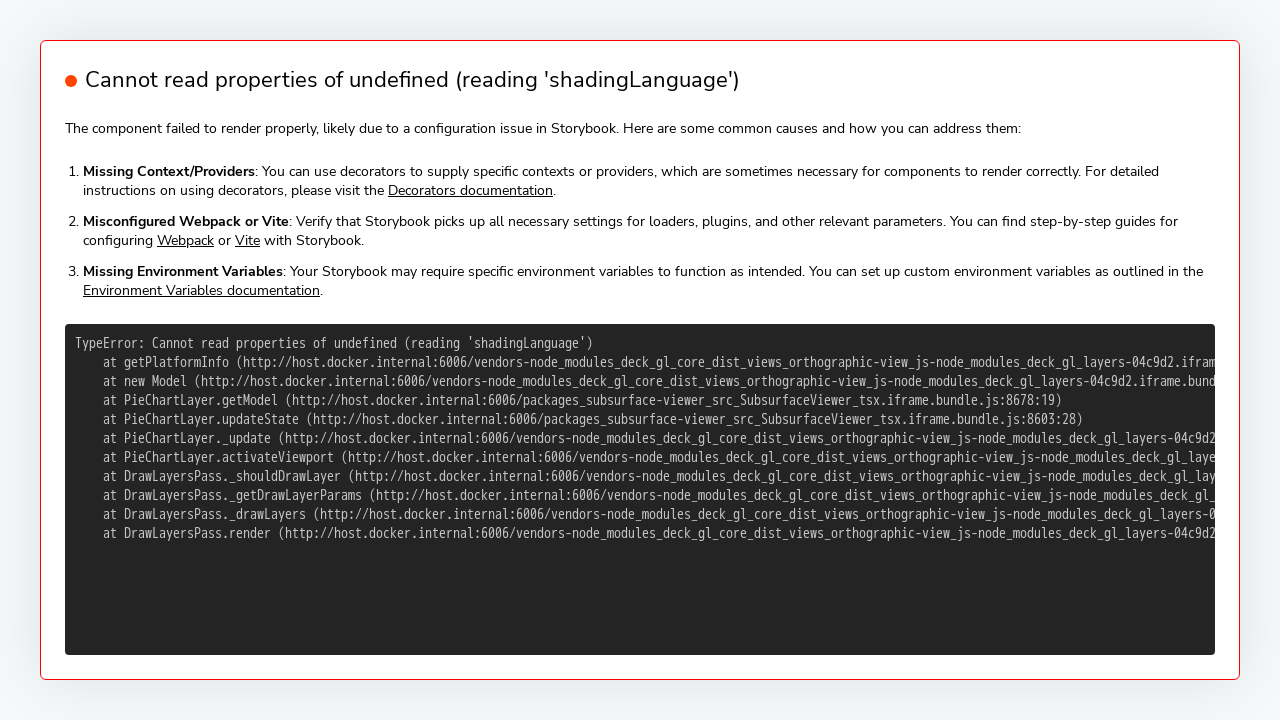 Cannot read properties of undefined (reading 'shadingLanguage')
The component failed to render properly, likely due to a configuration issue in Storybook. Here are some common causes and how you can address them:
1. Missing Context/Providers: You can use decorators to supply specific contexts or providers, which are sometimes necessary for components to render correctly. For detailed
instructions on using decorators, please visit the Decorators documentation.
2. Misconfigured Webpack or Vite: Verify that Storybook picks up all necessary settings for loaders, plugins, and other relevant parameters. You can find step-by-step guides for
configuring Webpack or Vite with Storybook.
3. Missing Environment Variables: Your Storybook may require specific environment variables to function as intended. You can set up custom environment variables as outlined in the
Environment Variables documentation.
TypeError: Cannot read properties of undefined (reading 'shadingLanguage')
at getPlatformInfo (http://host.docker.internal:6006/vendors-node_modules_deck_gl_core_dist_views_orthographic-view_js-node_modules_deck_gl_layers-04c9d2.ifram
at new Model (http://host.docker.internal:6006/vendors-node_modules_deck_gl_core_dist_views_orthographic-view_js-node_modules_deck_gl_layers-04c9d2.iframe.bund
at PieChartLayer.getModel (http://host.docker.internal:6006/packages_subsurface-viewer_src_SubsurfaceViewer_tsx.iframe.bundle.js:8678:19)
at PieChartLayer.updateState (http://host.docker.internal:6006/packages_subsurface-viewer_src_SubsurfaceViewer_tsx.iframe.bundle.js:8603:28)
at PieChartLayer._update (http://host.docker.internal:6006/vendors-node_modules_deck_gl_core_dist_views_orthographic-view_js-node_modules_deck_gl_layers-04c9d2
at PieChartLayer.activateViewport (http://host.docker.internal:6006/vendors-node_modules_deck_gl_core_dist_views_orthographic-view_js-node_modules_deck_gl_laye
at DrawLayersPass._shouldDrawLayer (http://host.docker.internal:6006/vendors-node_modules_deck_gl_core_dist_views_orthographic-view_js-node_modules_deck_gl_lay
at DrawLayersPass._getDrawLayerParams (http://host.docker.internal:6006/vendors-node_modules_deck_gl_core_dist_views_orthographic-view_js-node_modules_deck_gl_
at DrawLayersPass._drawLayers (http://host.docker.internal:6006/vendors-node_modules_deck_gl_core_dist_views_orthographic-view_js-node_modules_deck_gl_layers-0
at DrawLayersPass.render (http://host.docker.internal:6006/vendors-node_modules_deck_gl_core_dist_views_orthographic-view_js-node_modules_deck_gl_layers-04c9d2